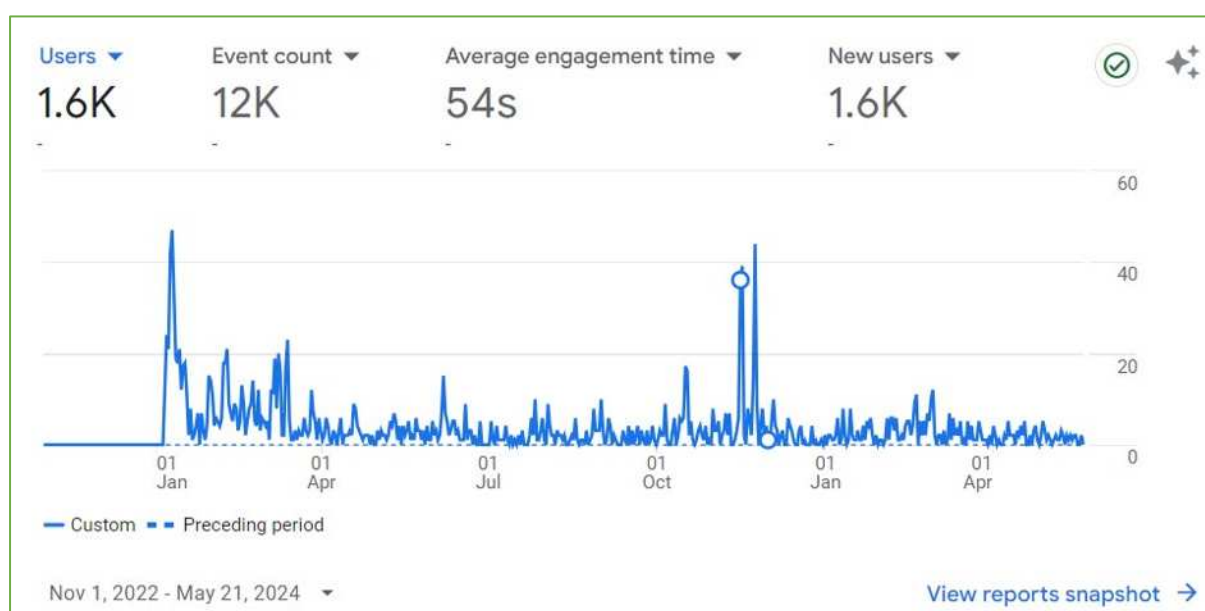 Users Event count Average engagement time New users
1.6K 12K 54s 1.6K
- - - -
60
40
20
0
01 01 01 01 01 01
Jan Apr Jul Oct Jan Apr
Custom Preceding period
Nov 1, 2022 - May 21, 2024 View reports snapshot